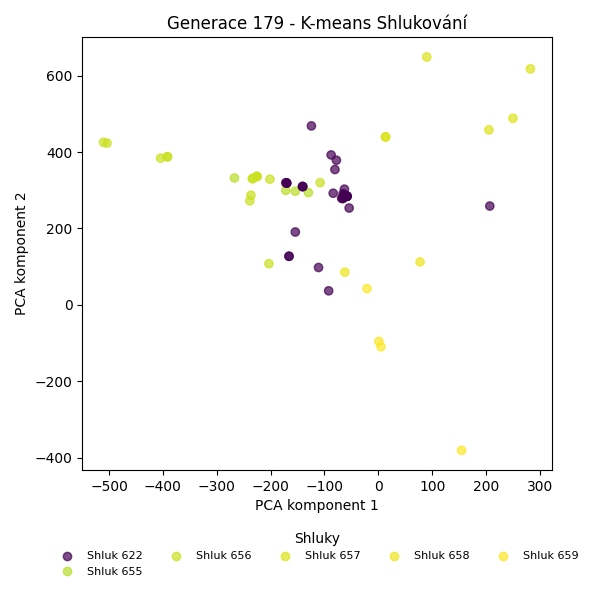 Generace 179 - K-means Shlukování
600
400
200
0
−200
−400
PCA komponent 2
−500 −400 −300 −200 −100 0 100 200 300
PCA komponent 1
Shluky
Shluk 622 Shluk 656 Shluk 657 Shluk 658 Shluk 659
Shluk 655